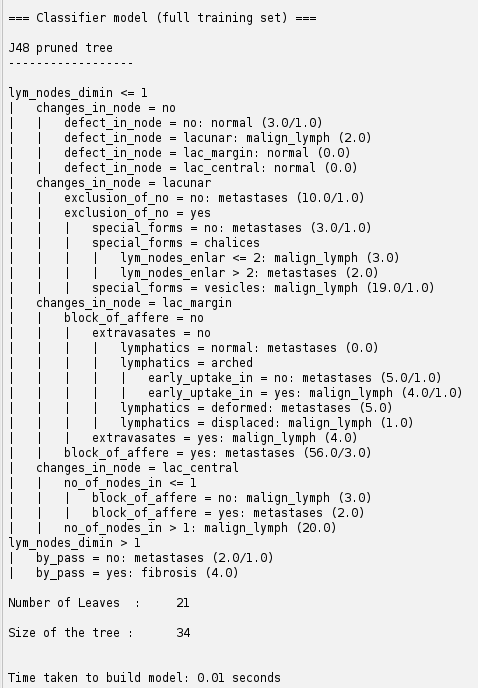 === Classifier model (full training set) ===
J48 pruned tree
------------------
lym_nodes_dimin <= 1
|   changes_in_node = no
|   |   defect_in_node = no: normal (3.0/1.0)
|   |   defect_in_node = lacunar: malign_lymph (2.0)
|   |   defect_in_node = lac_margin: normal (0.0)
|   |   defect_in_node = lac_central: normal (0.0)
|   changes_in_node = lacunar
|   |   exclusion_of_no = no: metastases (10.0/1.0)
|   |   exclusion_of_no = yes
|   |   |   special_forms = no: metastases (3.0/1.0)
|   |   |   special_forms = chalices
|   |   |   |   lym_nodes_enlar <= 2: malign_lymph (3.0)
|   |   |   |   lym_nodes_enlar > 2: metastases (2.0)
|   |   |   special_forms = vesicles: malign_lymph (19.0/1.0)
|   changes_in_node = lac_margin
|   |   block_of_affere = no
|   |   |   extravasates = no
|   |   |   |   lymphatics = normal: metastases (0.0)
|   |   |   |   lymphatics = arched
|   |   |   |   |   early_uptake_in = no: metastases (5.0/1.0)
|   |   |   |   |   early_uptake_in = yes: malign_lymph (4.0/1.0)
|   |   |   |   lymphatics = deformed: metastases (5.0)
|   |   |   |   lymphatics = displaced: malign_lymph (1.0)
|   |   |   extravasates = yes: malign_lymph (4.0)
|   |   block_of_affere = yes: metastases (56.0/3.0)
|   changes_in_node = lac_central
|   |   no_of_nodes_in <= 1
|   |   |   block_of_affere = no: malign_lymph (3.0)
|   |   |   block_of_affere = yes: metastases (2.0)
|   |   no_of_nodes_in > 1: malign_lymph (20.0)
lym_nodes_dimin > 1
|   by_pass = no: metastases (2.0/1.0)
|   by_pass = yes: fibrosis (4.0)
Number of Leaves  :     21
Size of the tree :      34
Time taken to build model: 0.01 seconds